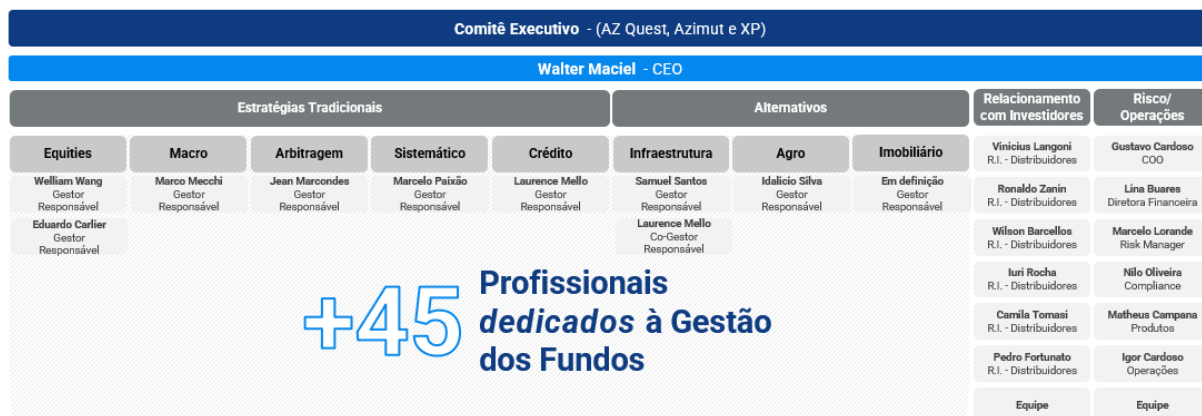 Comitê Executivo - (AZ Quest, Azimut e XP)
Walter Maciel - CEO
Estratégias Tradicionais
Alternativos
Relacionamento
com Investidores
Risco/
Operações
Equities
Macro
Arbitragem
Sistemático
Crédito
Infraestrutura
Agro
Imobiliário
Welliam Wang
Gestor
Responsável
Marco Mecchi
Gestor
Responsável
Jean Marcondes
Gestor
Responsável
Marcelo Paixão
Gestor
Responsável
Laurence Mello
Gestor
Responsável
Samuel Santos
Gestor
Responsável
Idalicio Silva
Gestor
Responsável
Em definição
Gestor
Responsável
Eduardo Carlier
Gestor
Responsável
Laurence Mello
Co-Gestor
Responsável
+45
Profissionais
dedicados à Gestão
dos Fundos
Vinicius Langoni
R.I. - Distribuidores
Ronaldo Zanin
R.I. - Distribuidores
Wilson Barcellos
R.I. - Distribuidores
Iuri Rocha
R.I. - Distribuidores
Camila Tomasi
R.I. - Distribuidores
Pedro Fortunato
R.I. - Distribuidores
Equipe
Gustavo Cardoso
COO
Lina Buares
Diretora Financeira
Marcelo Lorande
Risk Manager
Nilo Oliveira
Compliance
Matheus Campana
Produtos
Igor Cardoso
Operações
Equipe